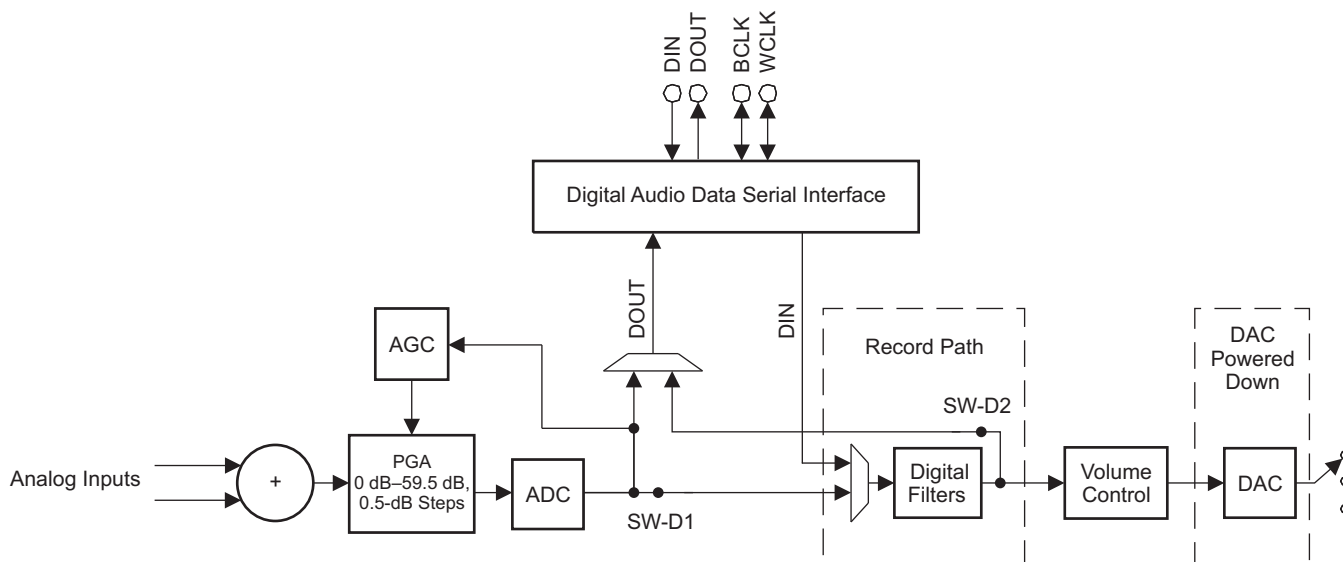 DIN
DOUT
BCLK
WCLK
Digital Audio Data Serial Interface
DOUT
DIN
AGC
Record Path
DAC
Powered
Down
SW-D2
Analog Inputs
+
PGA
0 dB–59.5 dB,
0.5-dB Steps
ADC
SW-D1
Digital
Filters
Volume
Control
DAC